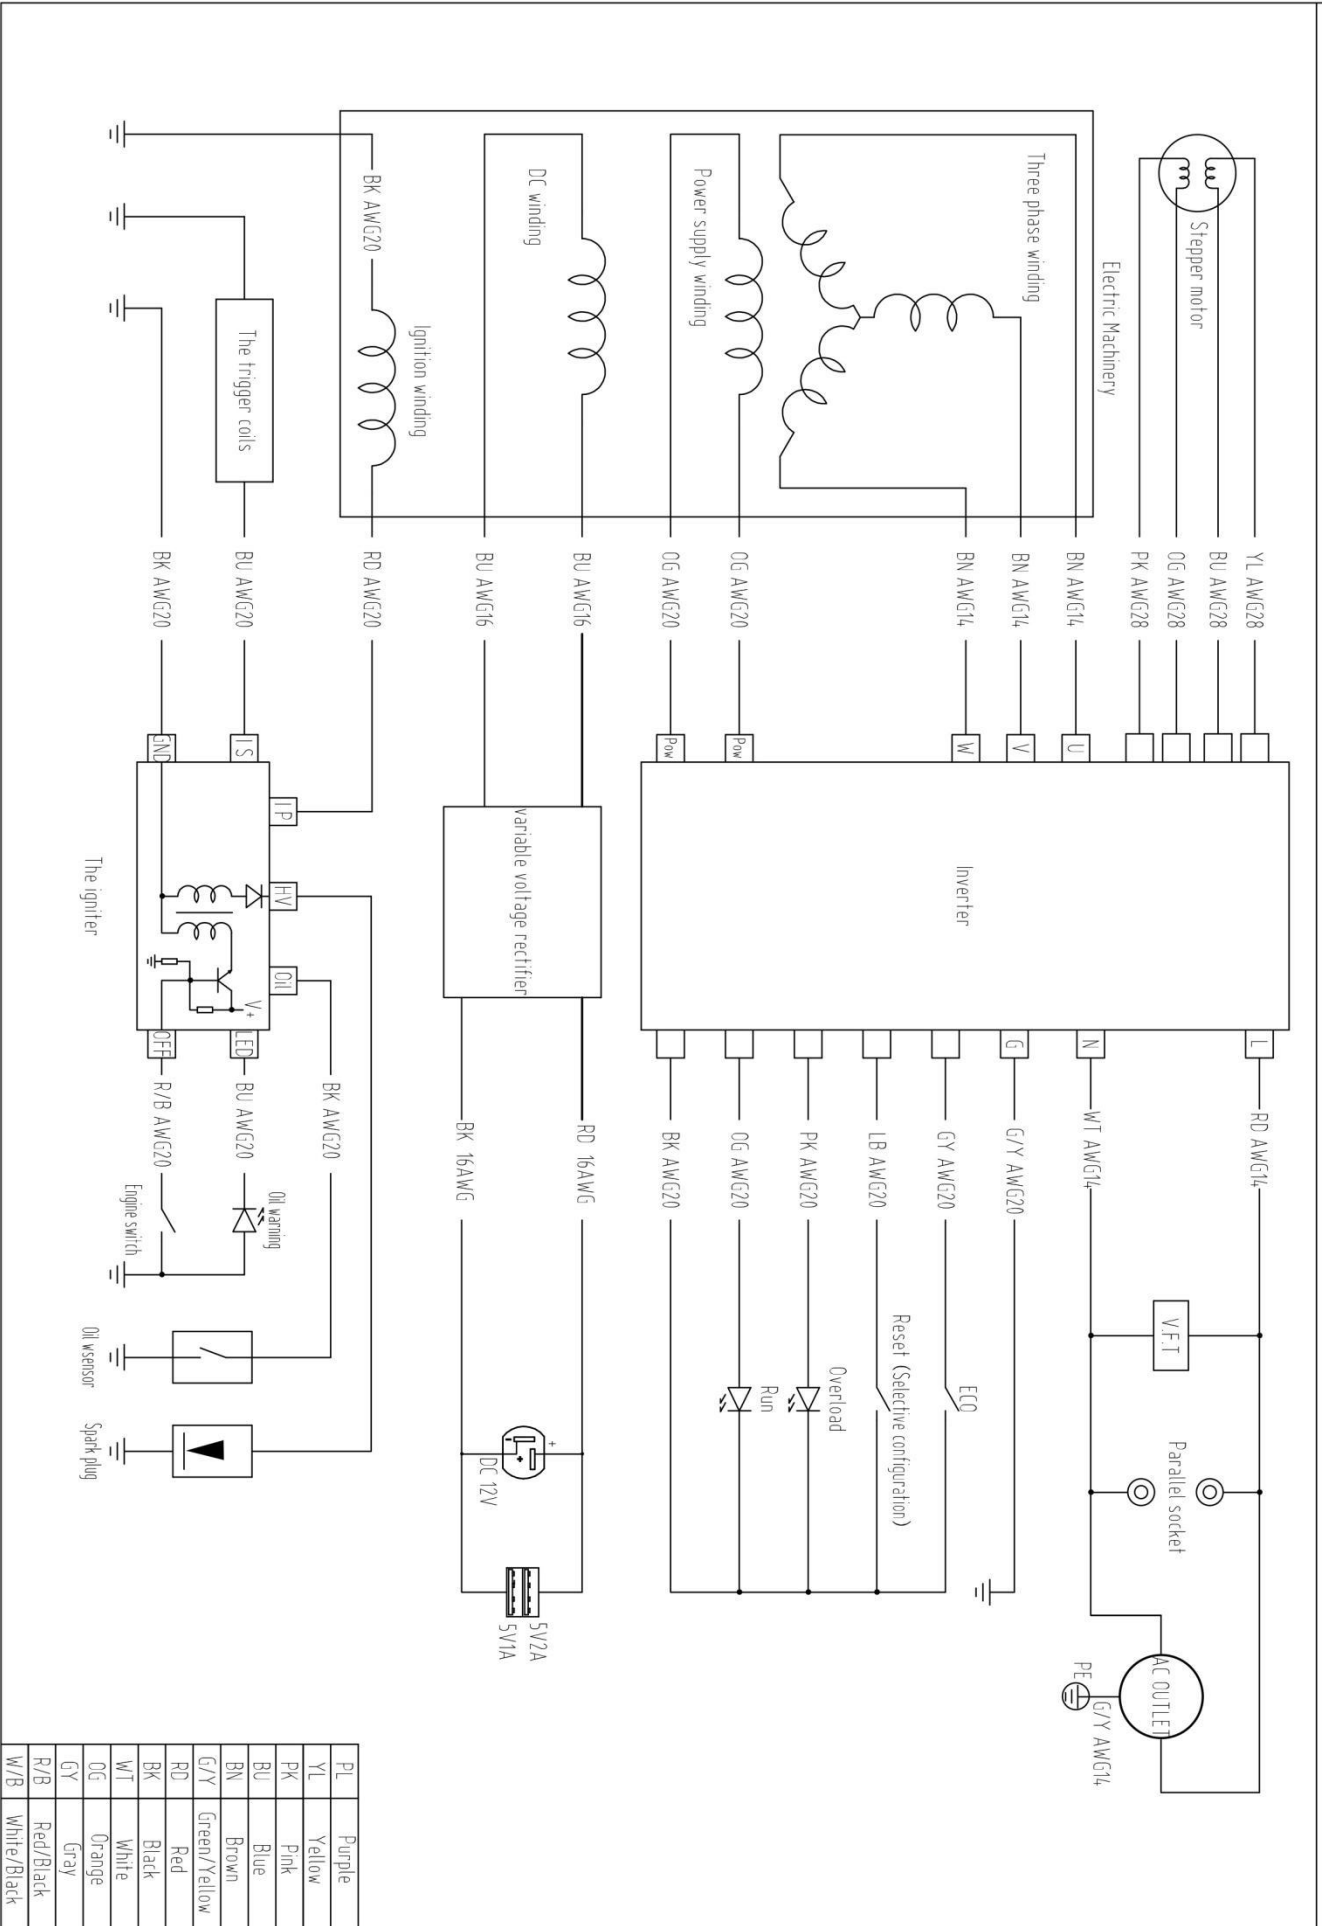 Stepper motor
Electric Machinery
Three phase winding
Power supply winding
DC winding
Ignition winding
BK AWG20
The trigger coils
YL AWG28
BU AWG28
OG AWG28
PK AWG28
BN AWG14
BN AWG14
BN AWG14
OG AWG20
OG AWG20
BU AWG16
BU AWG16
RD AWG20
BU AWG20
BK AWG20
U
V
W
Pow
Pow
Inverter
L
N
G
RD AWG14
WT AWG14
G/Y AWG20
GY AWG20
LB AWG20
PK AWG20
OG AWG20
BK AWG20
V.F.T
Parallel socket
AC OUTLET
PE
G/Y AWG14
ECO
Reset (Selective configuration)
Overload
Run
variable voltage rectifier
RD 16AWG
BK 16AWG
+
-
+
DC 12V
5V2A
5V1A
IS
GND
IP
HV
Oil
LED
OFF
V+
The igniter
BK AWG20
BU AWG20
R/B AWG20
Oil warning
Engine switch
Oil wsensor
Spark plug
PL Purple
YL Yellow
PK Pink
BU Blue
BN Brown
G/Y Green/Yellow
RD Red
BK Black
WT White
OG Orange
GY Gray
R/B Red/Black
W/B White/Black